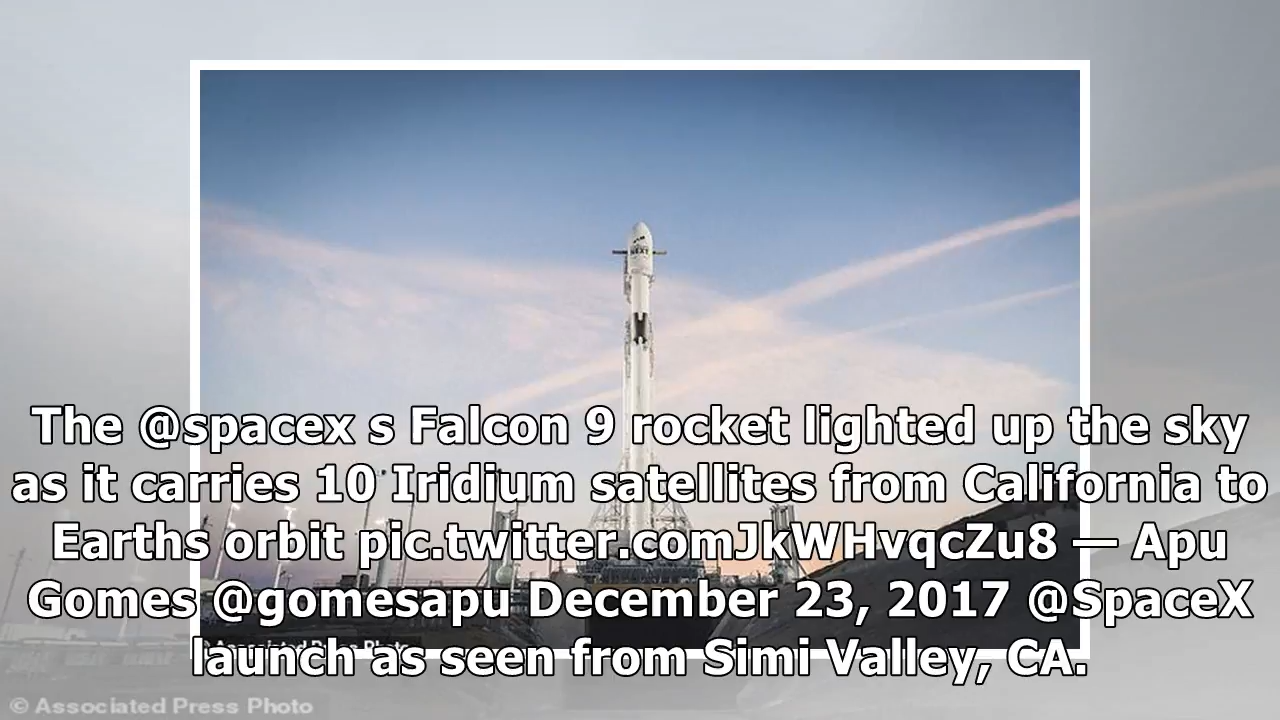 NEXT
The @spacex s Falcon 9 rocket lighted up the sky
as it carries 10 Iridium satellites from California to
Earths orbit pic.twitter.comJkWHvqcZu8 — Apu
Gomes @gomesapu December 23, 2017 @SpaceX
launch as seen from Simi Valley, CA.
© Associated Press Photo